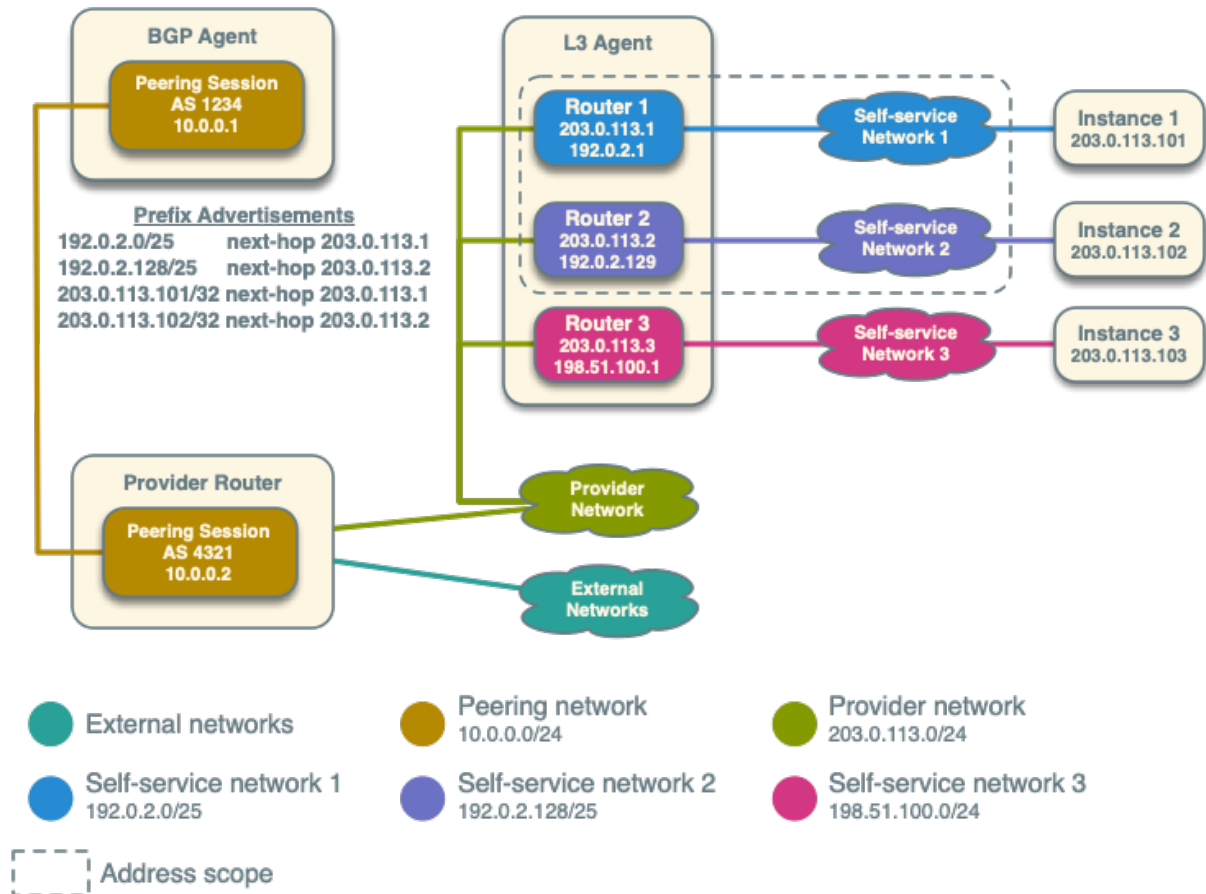 BGP Agent
Peering Session
AS 1234
10.0.0.1
Prefix Advertisements
192.0.2.0/25 next-hop 203.0.113.1
192.0.2.128/25 next-hop 203.0.113.2
203.0.113.101/32 next-hop 203.0.113.1
203.0.113.102/32 next-hop 203.0.113.2
L3 Agent
Router 1
203.0.113.1
192.0.2.1
Self-service
Network 1
Instance 1
203.0.113.101
Router 2
203.0.113.2
192.0.2.129
Self-service
Network 2
Instance 2
203.0.113.102
Router 3
203.0.113.3
198.51.100.1
Self-service
Network 3
Instance 3
203.0.113.103
Provider Router
Peering Session
AS 4321
10.0.0.2
Provider
Network
External
Networks
External networks
Peering network
10.0.0.0/24
Provider network
203.0.113.0/24
Self-service network 1
192.0.2.0/25
Self-service network 2
192.0.2.128/25
Self-service network 3
198.51.100.0/24
Address scope